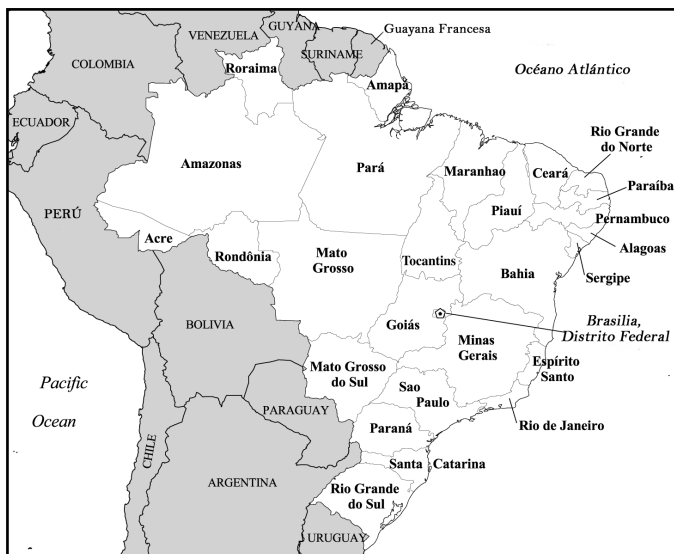 GUYANA
Guayana Francesa
VENEZUELA
SURINAME
COLOMBIA
Roraima
Océano Atlántico
Amapá
ECUADOR
Rio Grande
do Norte
Amazonas
Pará
Maranhao
Ceará
Paraíba
PERÚ
Piauí
Pernambuco
Acre
Rondônia
Mato
Grosso
Tocantins
Alagoas
Bahia
Sergipe
BOLIVIA
Goiás
Brasilia,
Distrito Federal
Minas
Gerais
Mato Grosso
do Sul
Espírito
Santo
Pacific
Ocean
Sao
Paulo
PARAGUAY
Rio de Janeiro
Paraná
CHILE
Santa Catarina
ARGENTINA
Rio Grande
do Sul
URUGUAY